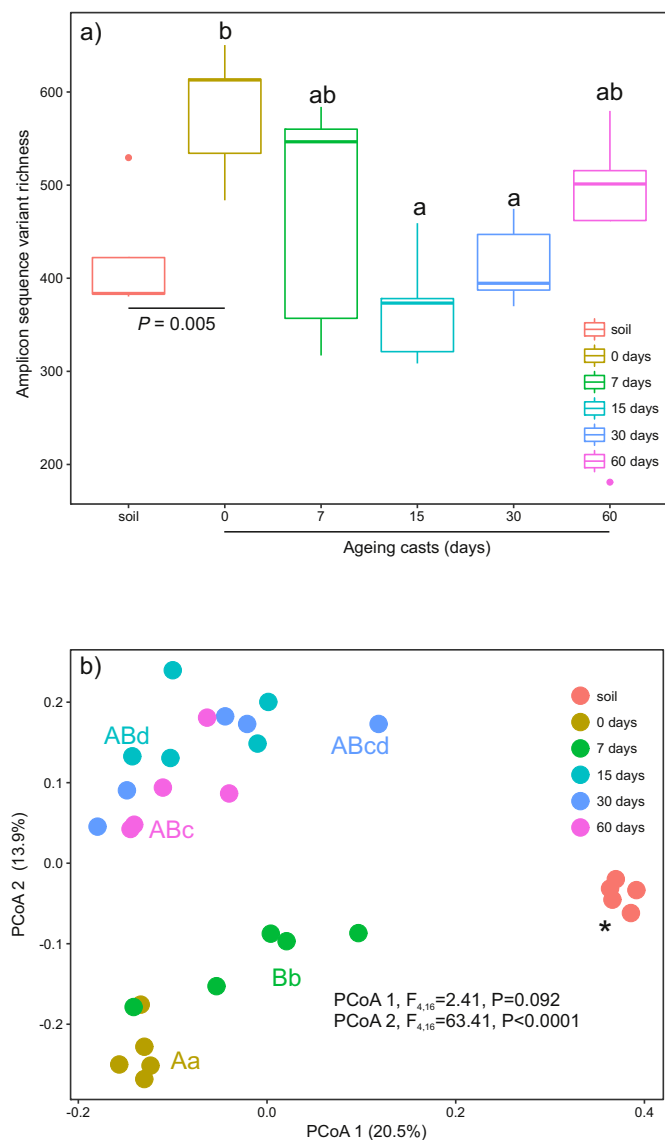 a)
b
ab
ab
a
a
600
500
400
300
200
Amplicon sequence variant richness
P = 0.005
soil
0 days
7 days
15 days
30 days
60 days
soil 0 7 15 30 60
Ageing casts (days)
b)
soil
0 days
7 days
15 days
30 days
60 days
ABd
ABcd
ABc
Bb
Aa
*
0.2
0.1
0.0
-0.1
-0.2
PCoA 2 (13.9%)
PCoA 1, F4,16=2.41, P=0.092
PCoA 2, F4,16=63.41, P<0.0001
-0.2 0.0 0.2 0.4
PCoA 1 (20.5%)